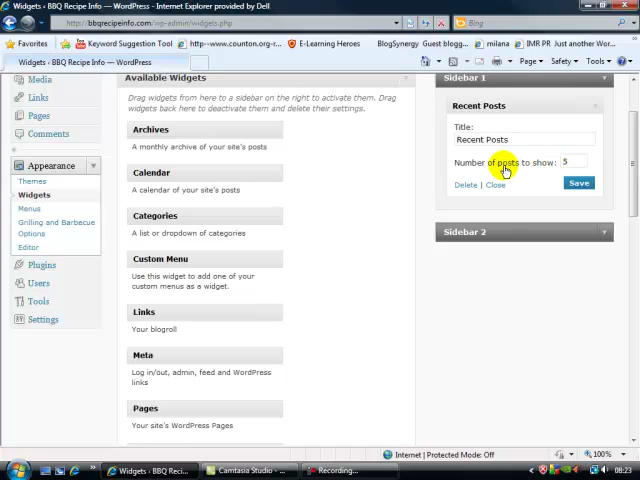 Widgets ‹ BBQ Recipe Info — WordPress - Internet Explorer provided by Dell
http://bbqrecipeinfo.com/wp-admin/widgets.php
Bing
Favorites
Keyword Suggestion Tool
http--www.counton.org-r...
E-Learning Heroes
BlogSynergy Guest blogg...
milana
IMR PR Just another Wor...
Widgets ‹ BBQ Recipe Info — WordPress
Page
Safety
Tools
Media
Links
Pages
Comments
Appearance
Themes
Widgets
Menus
Grilling and Barbecue
Options
Editor
Plugins
Users
Tools
Settings
Available Widgets
Drag widgets from here to a sidebar on the right to activate them. Drag
widgets back here to deactivate them and delete their settings.
Archives
A monthly archive of your site's posts
Calendar
A calendar of your site's posts
Categories
A list or dropdown of categories
Custom Menu
Use this widget to add one of your
custom menus as a widget.
Links
Your blogroll
Meta
Log in/out, admin, feed and WordPress
links
Pages
Your site's WordPress Pages
Sidebar 1
Recent Posts
Title:
Recent Posts
Number of posts to show: 5
Delete | Close
Save
Sidebar 2
Internet | Protected Mode: Off
100%
Widgets ‹ BBQ Reci...
Camtasia Studio - ...
Recording...
08:23